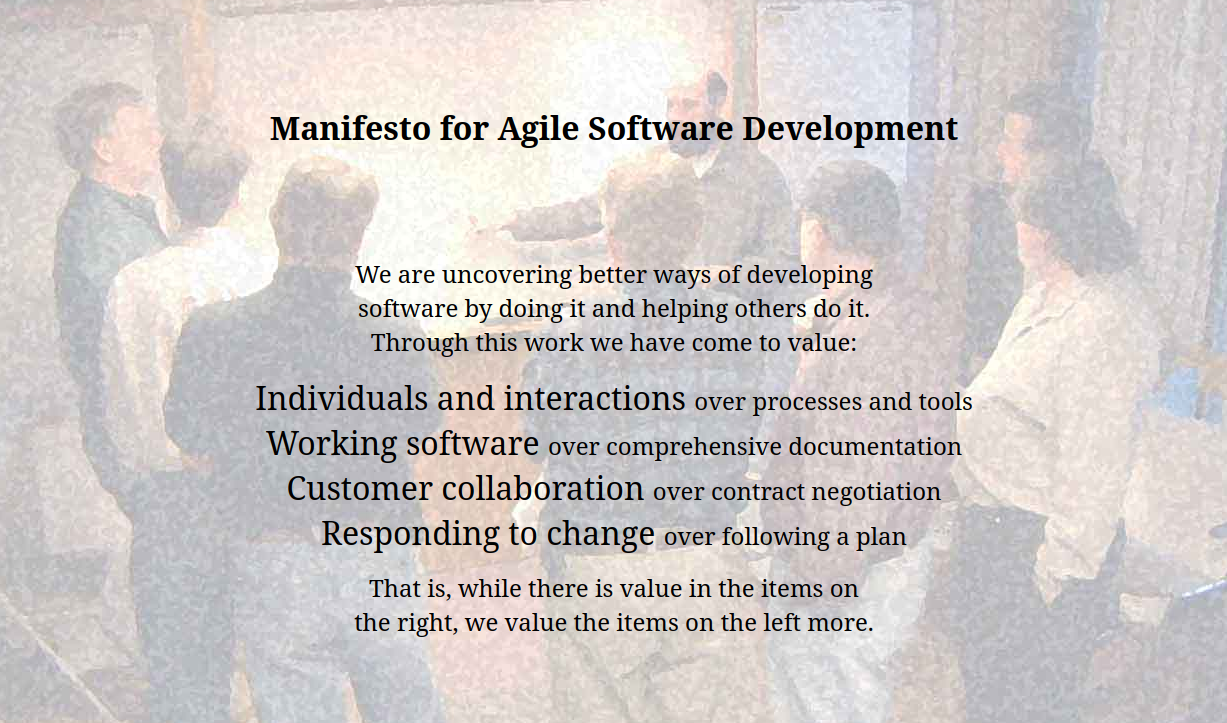 Manifesto for Agile Software Development
We are uncovering better ways of developing
software by doing it and helping others do it.
Through this work we have come to value:
Individuals and interactions over processes and tools
Working software over comprehensive documentation
Customer collaboration over contract negotiation
Responding to change over following a plan
That is, while there is value in the items on
the right, we value the items on the left more.